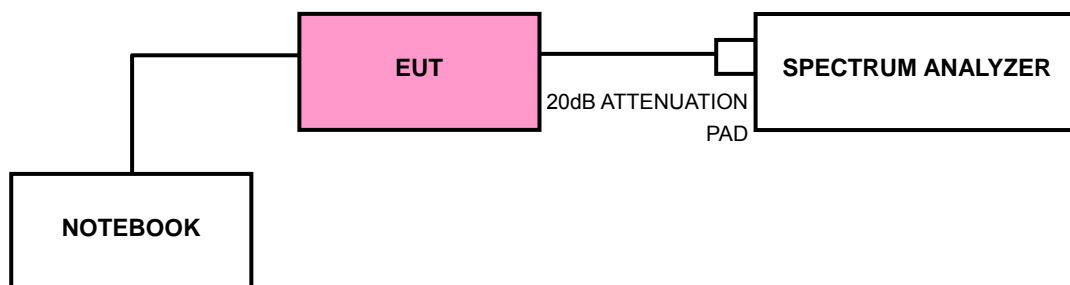 EUT
SPECTRUM ANALYZER
20dB ATTENUATION
PAD
NOTEBOOK